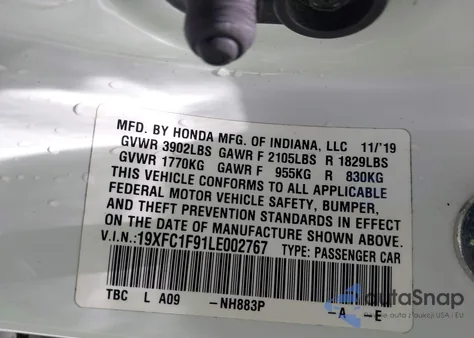 MFD. BY HONDA MFG. OF INDIANA, LLC 11/'19
GVWR 3902LBS GAWR F 2105LBS R 1829LBS
GVWR 1770KG GAWR F 955KG R 830KG
THIS VEHICLE CONFORMS TO ALL APPLICABLE
FEDERAL MOTOR VEHICLE SAFETY, BUMPER,
AND THEFT PREVENTION STANDARDS IN EFFECT
ON THE DATE OF MANUFACTURE SHOWN ABOVE.
V.I.N.:19XFC1F91LE002767 TYPE: PASSENGER CAR
TBC L A09 -NH883P -A -E
autoSnap